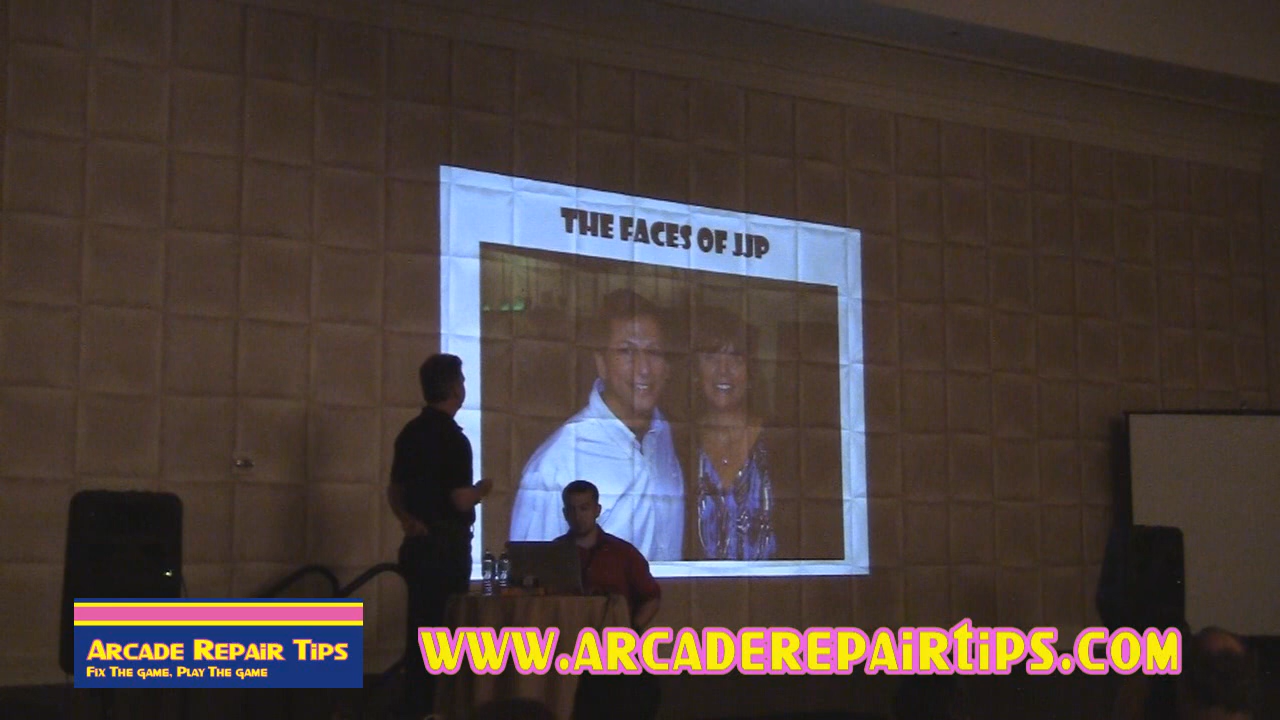 THE FACES OF JJP
ARCADE REPAIR TIPS
FIX THE GAME, PLAY THE GAME
WWW.ARCADEREPAIRTIPS.COM